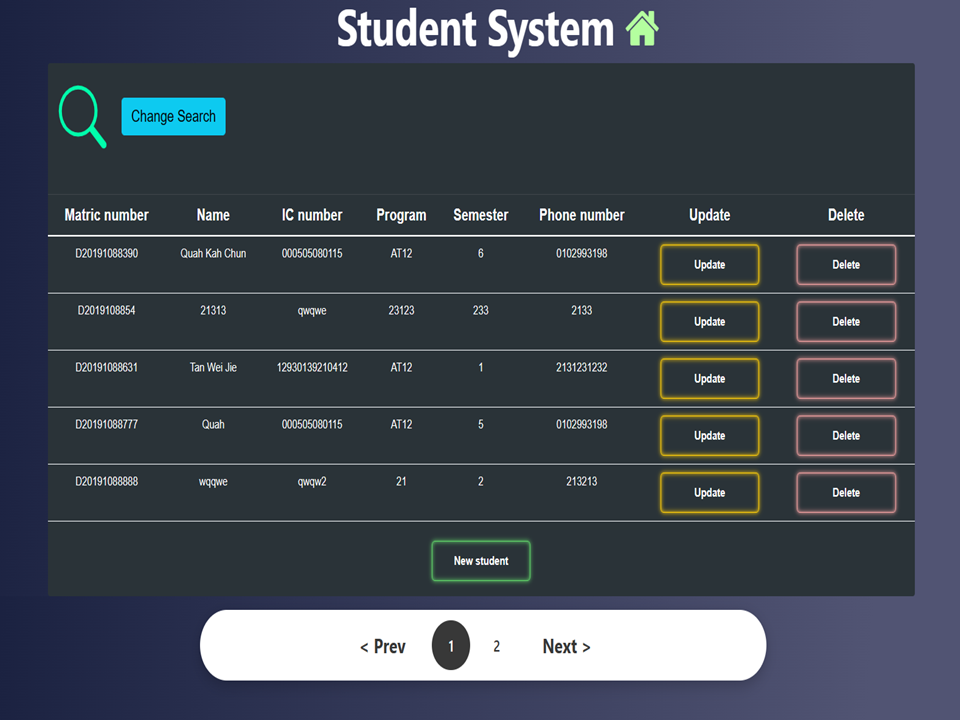 Student System
Change Search
Matric number Name IC number Program Semester Phone number Update Delete
D20191088390 Quah Kah Chun 000505080115 AT12 6 0102993198 Update Delete
D2019108854 21313 qwqwe 23123 233 2133 Update Delete
D20191088631 Tan Wei Jie 12930139210412 AT12 1 2131231232 Update Delete
D20191088777 Quah 000505080115 AT12 5 0102993198 Update Delete
D20191088888 wqqwe qwqw2 21 2 213213 Update Delete
New student
< Prev 1 2 Next >